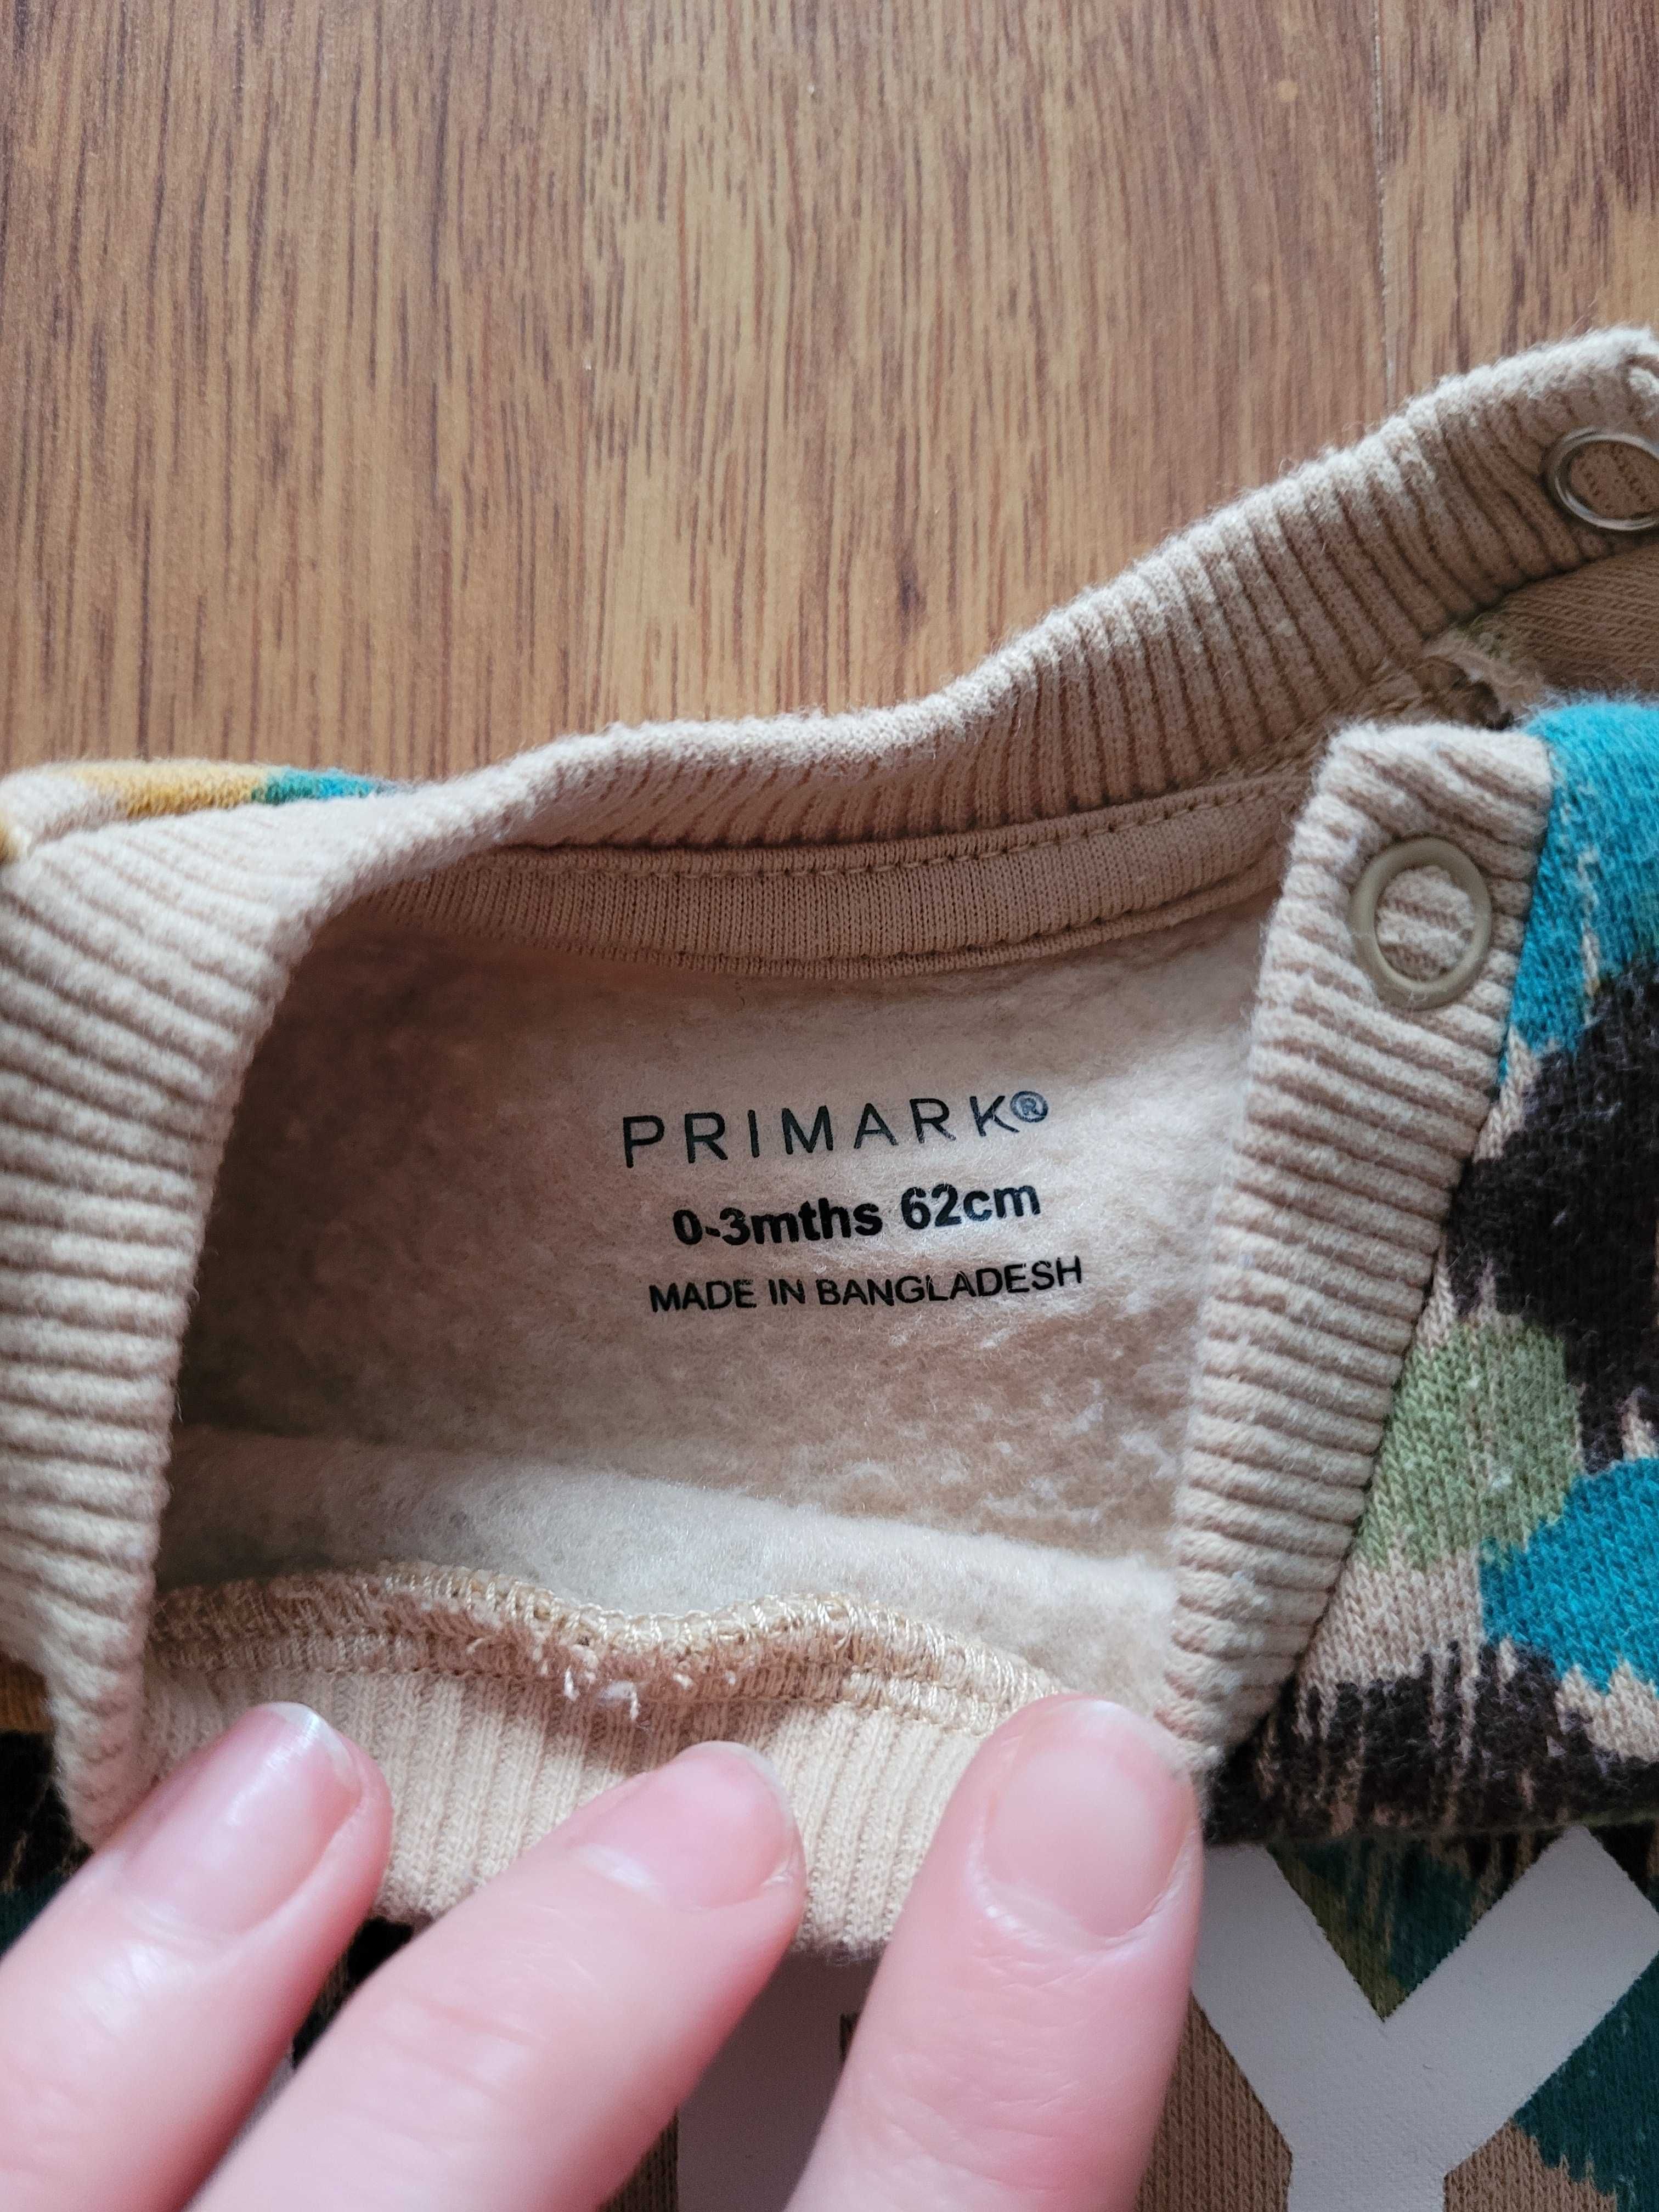 PRIMARK®
0-3mths 62cm
MADE IN BANGLADESH
Y